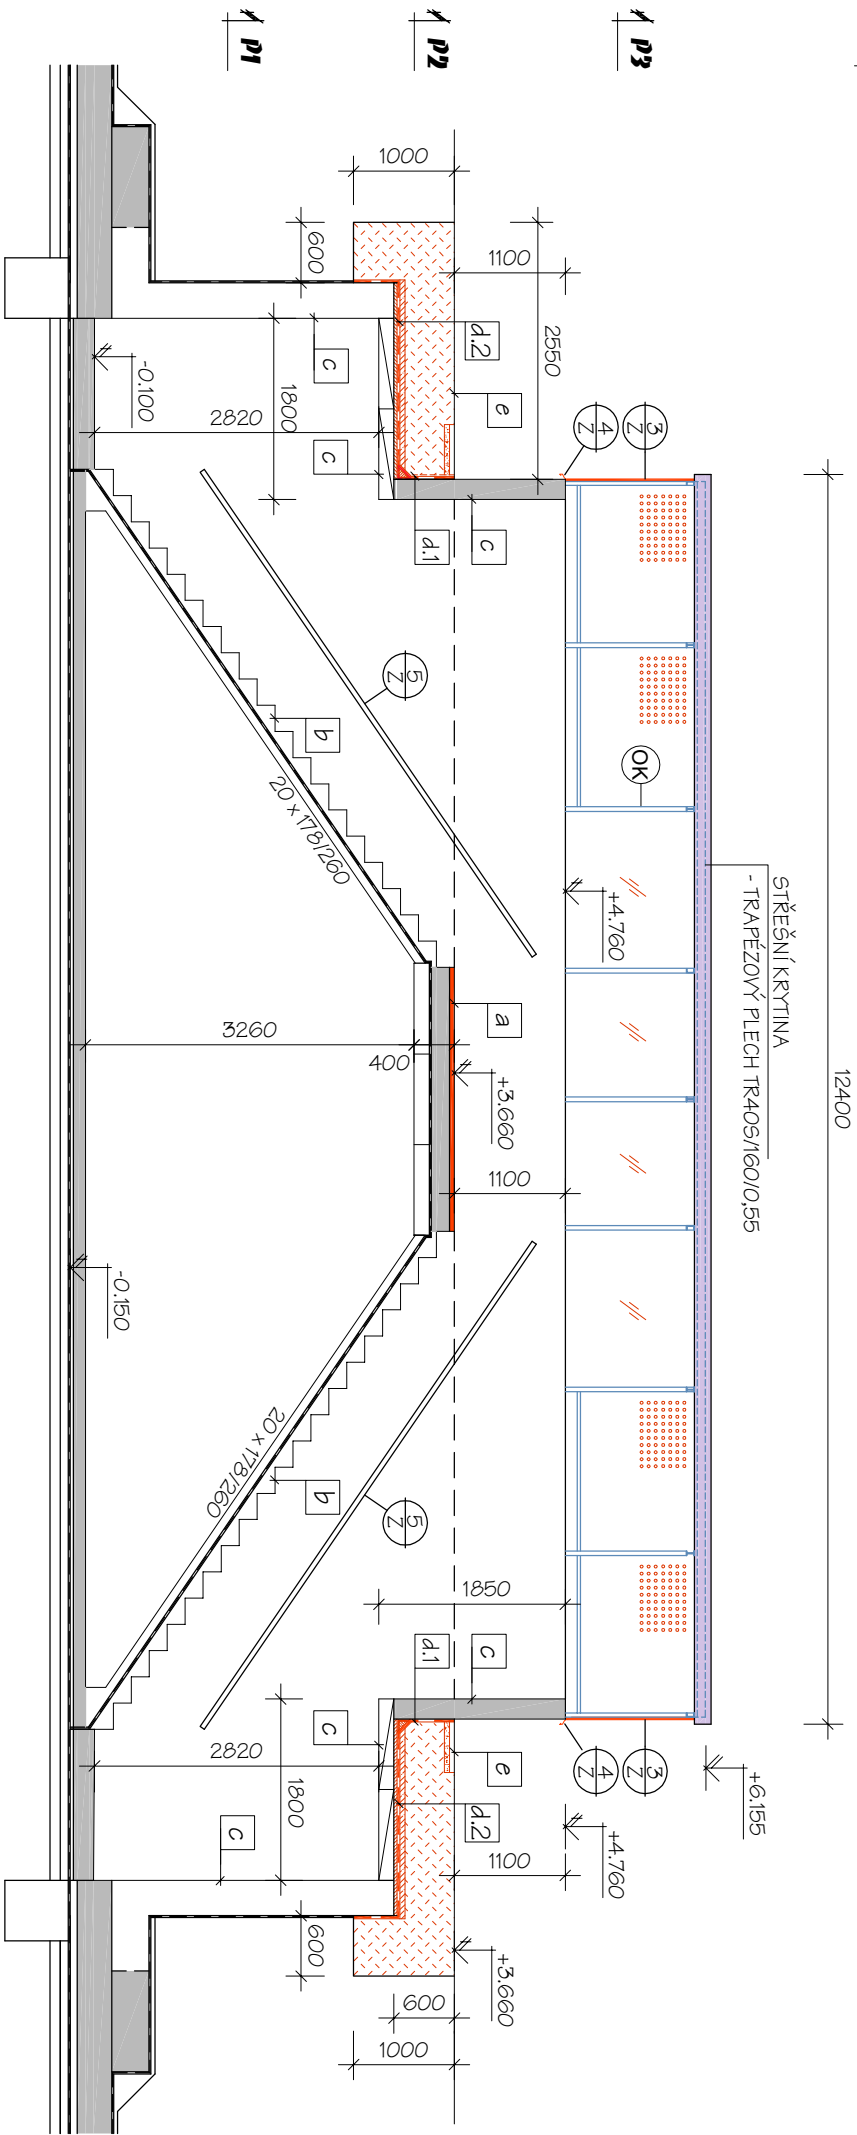 P1
P2
P3
1000
600
1100
2550
d.2
e
c
-0.100
2820
1800
c
d.1
c
4
Z
3
Z
12400
5
Z
b
20 x 178/260
OK
+4.760
STŘEŠNÍ KRYTINA
- TRAPÉZOVÝ PLECH TR40S/160/0,55
a
3260
400
+3.660
1100
-0.150
20 x 178/260
b
5
Z
1850
d.1
c
c
2820
1800
e
d.2
c
1100
4
Z
3
Z
+6.155
+4.760
+3.660
600
600
1000